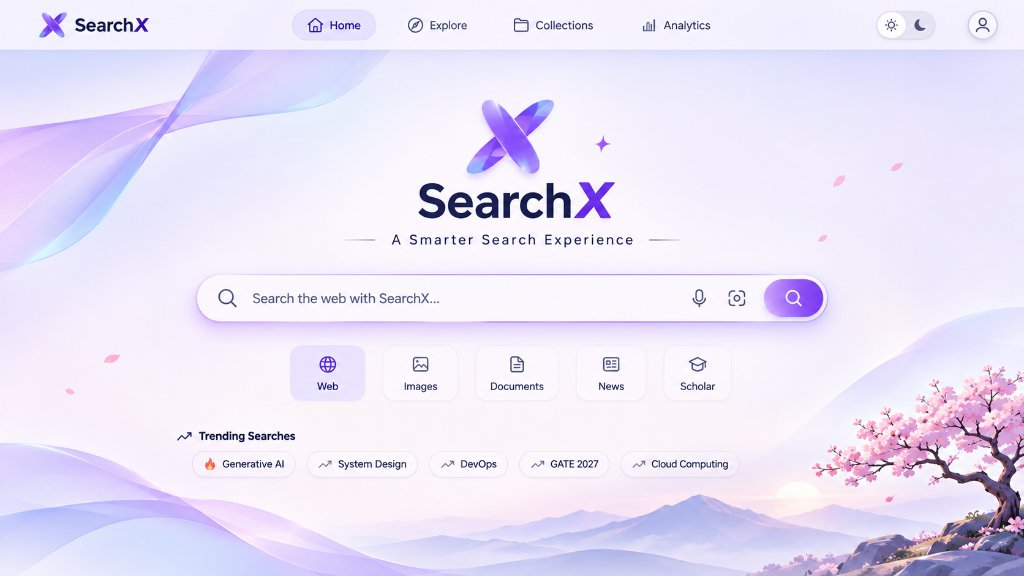 SearchX
Home
Explore
Collections
Analytics
SearchX
A Smarter Search Experience
Search the web with SearchX...
Web
Images
Documents
News
Scholar
Trending Searches
Generative AI
System Design
DevOps
GATE 2027
Cloud Computing